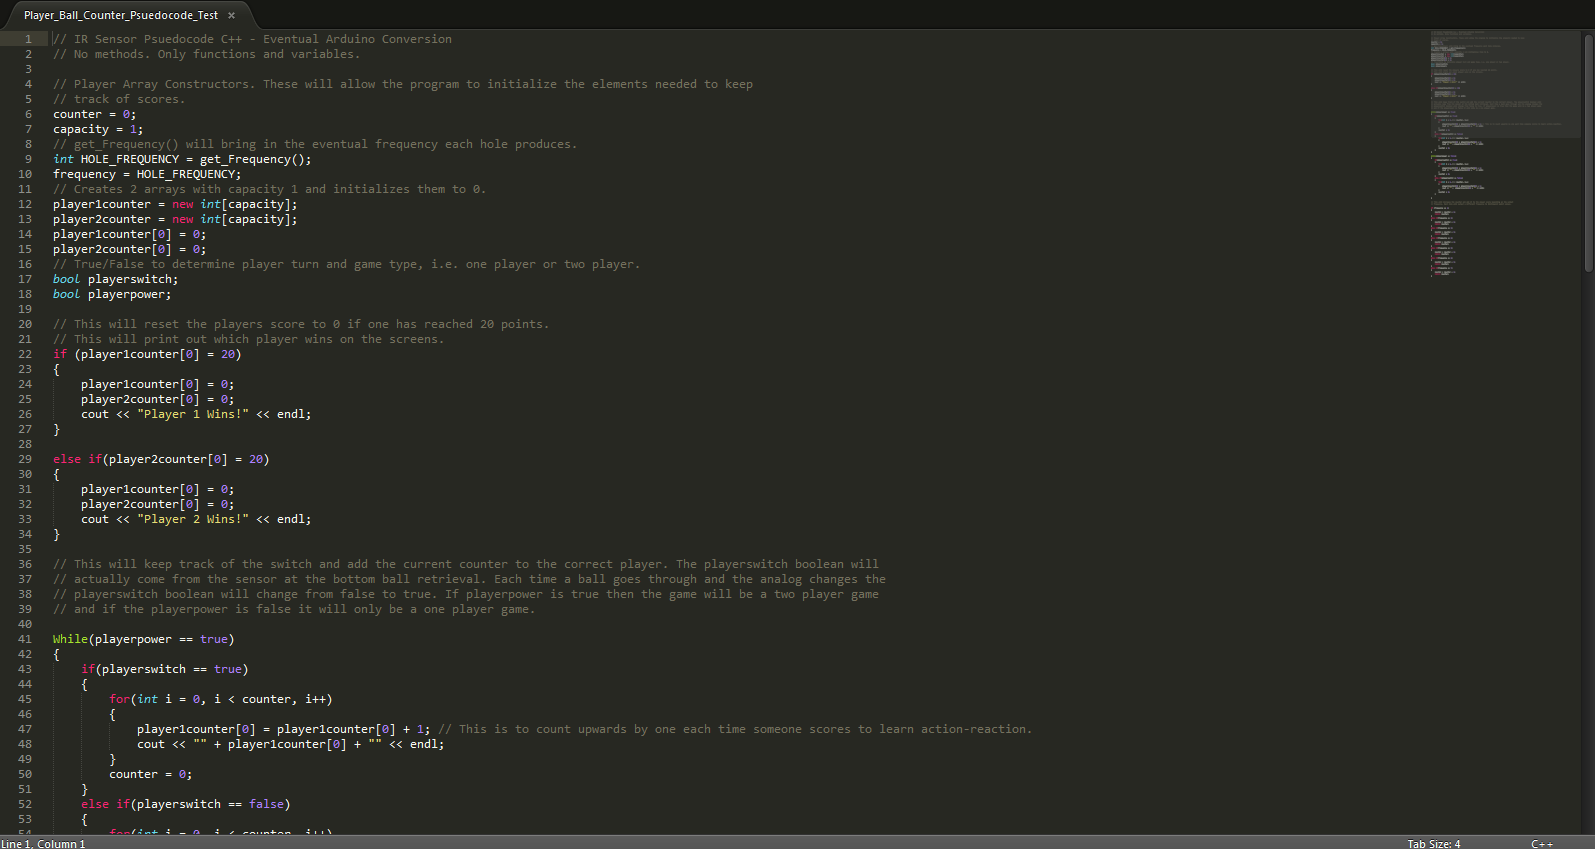 Player_Ball_Counter_Psuedocode_Test ×
1 // IR Sensor Psuedocode C++ - Eventual Arduino Conversion
2 // No methods. Only functions and variables.
3
4 // Player Array Constructors. These will allow the program to initialize the elements needed to keep
5 // track of scores.
6 counter = 0;
7 capacity = 1;
8 // get_Frequency() will bring in the eventual frequency each hole produces.
9 int HOLE_FREQUENCY = get_Frequency();
10 frequency = HOLE_FREQUENCY;
11 // Creates 2 arrays with capacity 1 and initializes them to 0.
12 player1counter = new int[capacity];
13 player2counter = new int[capacity];
14 player1counter[0] = 0;
15 player2counter[0] = 0;
16 // True/False to determine player turn and game type, i.e. one player or two player.
17 bool playerswitch;
18 bool playerpower;
19
20 // This will reset the players score to 0 if one has reached 20 points.
21 // This will print out which player wins on the screens.
22 if (player1counter[0] = 20)
23 {
24 player1counter[0] = 0;
25 player2counter[0] = 0;
26 cout << "Player 1 Wins!" << endl;
27 }
28
29 else if(player2counter[0] = 20)
30 {
31 player1counter[0] = 0;
32 player2counter[0] = 0;
33 cout << "Player 2 Wins!" << endl;
34 }
35
36 // This will keep track of the switch and add the current counter to the correct player. The playerswitch boolean will
37 // actually come from the sensor at the bottom ball retrieval. Each time a ball goes through and the analog changes the
38 // playerswitch boolean will change from false to true. If playerpower is true then the game will be a two player game
39 // and if the playerpower is false it will only be a one player game.
40
41 While(playerpower == true)
42 {
43 if(playerswitch == true)
44 {
45 for(int i = 0, i < counter, i++)
46 {
47 player1counter[0] = player1counter[0] + 1; // This is to count upwards by one each time someone scores to learn action-reaction.
48 cout << "" + player1counter[0] + "" << endl;
49 }
50 counter = 0;
51 }
52 else if(playerswitch == false)
53 {
54 for(int i = 0, i < counter, i++)
Line 1, Column 1 Tab Size: 4 C++